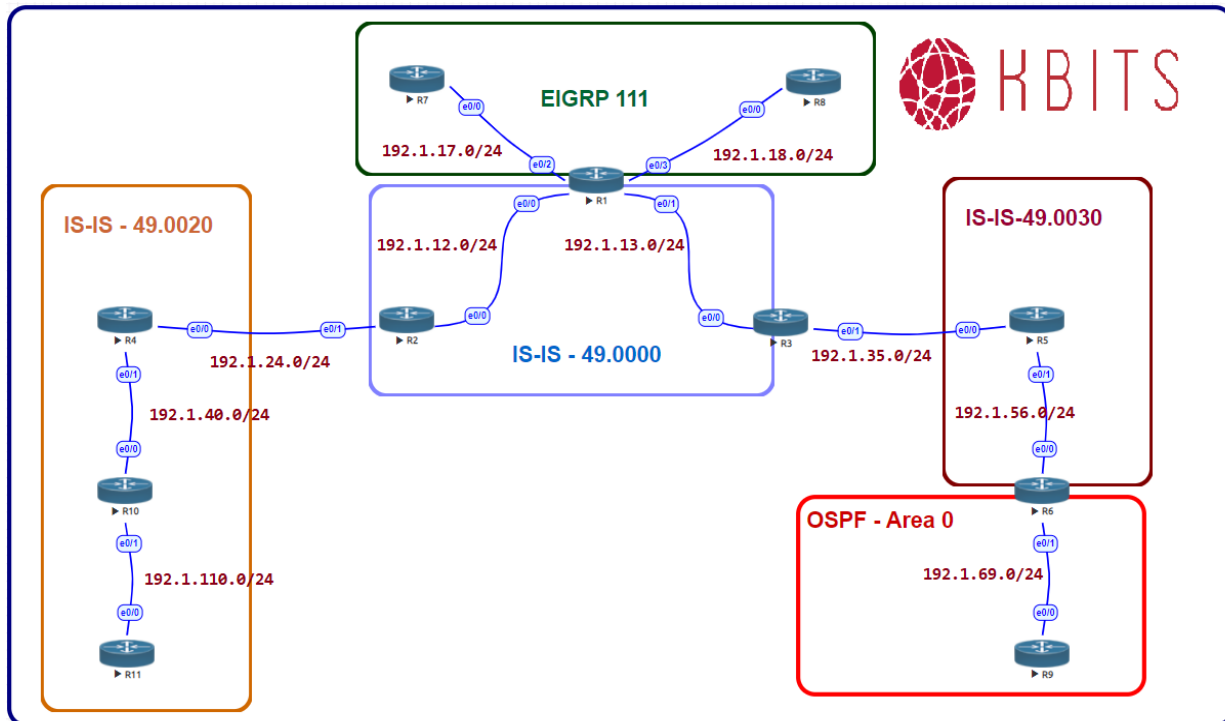 KBITS
EIGRP 111
▶ R7
▶ R8
e0/0
e0/0
192.1.17.0/24
192.1.18.0/24
e0/2
e0/3
▶ R1
IS-IS - 49.0020
IS-IS-49.0030
e0/0
e0/1
192.1.12.0/24
192.1.13.0/24
▶ R4
e0/0
e0/1
▶ R2
e0/0
e0/0
▶ R3
e0/1
e0/0
▶ R5
192.1.24.0/24
IS-IS - 49.0000
192.1.35.0/24
e0/1
e0/1
192.1.40.0/24
192.1.56.0/24
e0/0
e0/0
▶ R10
▶ R6
OSPF - Area 0
e0/1
e0/1
192.1.110.0/24
192.1.69.0/24
e0/0
e0/0
▶ R11
▶ R9